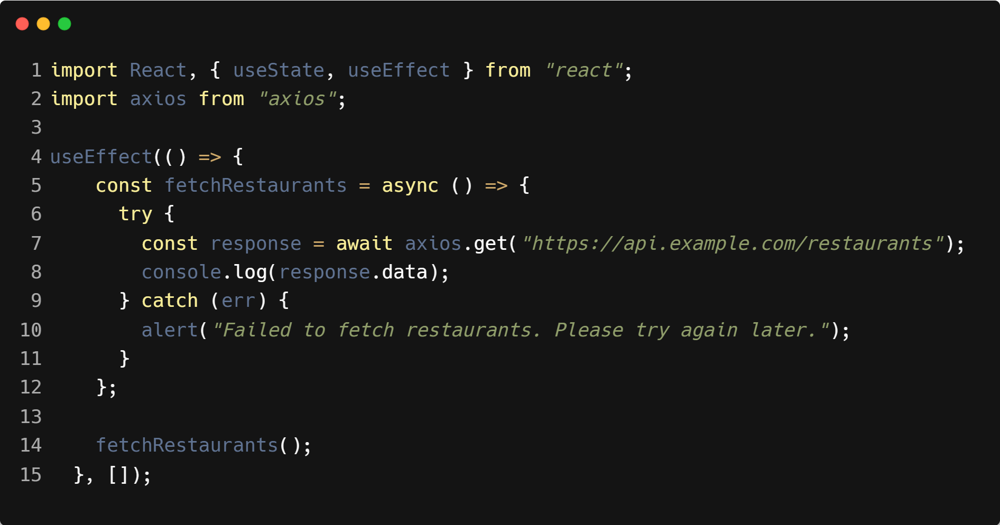 1 import React, { useState, useEffect } from "react";
2 import axios from "axios";
3
4 useEffect(() => {
5     const fetchRestaurants = async () => {
6       try {
7         const response = await axios.get("https://api.example.com/restaurants");
8         console.log(response.data);
9       } catch (err) {
10         alert("Failed to fetch restaurants. Please try again later.");
11       }
12     };
13
14     fetchRestaurants();
15   }, []);